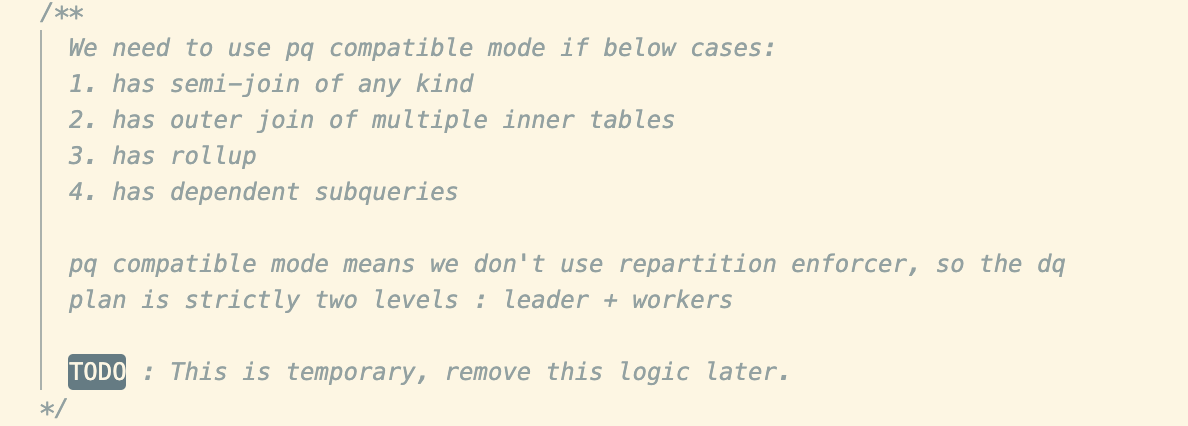 /**
We need to use pq compatible mode if below cases:
1. has semi-join of any kind
2. has outer join of multiple inner tables
3. has rollup
4. has dependent subqueries
pq compatible mode means we don't use repartition enforcer, so the dq
plan is strictly two levels : leader + workers
TODO : This is temporary, remove this logic later.
*/